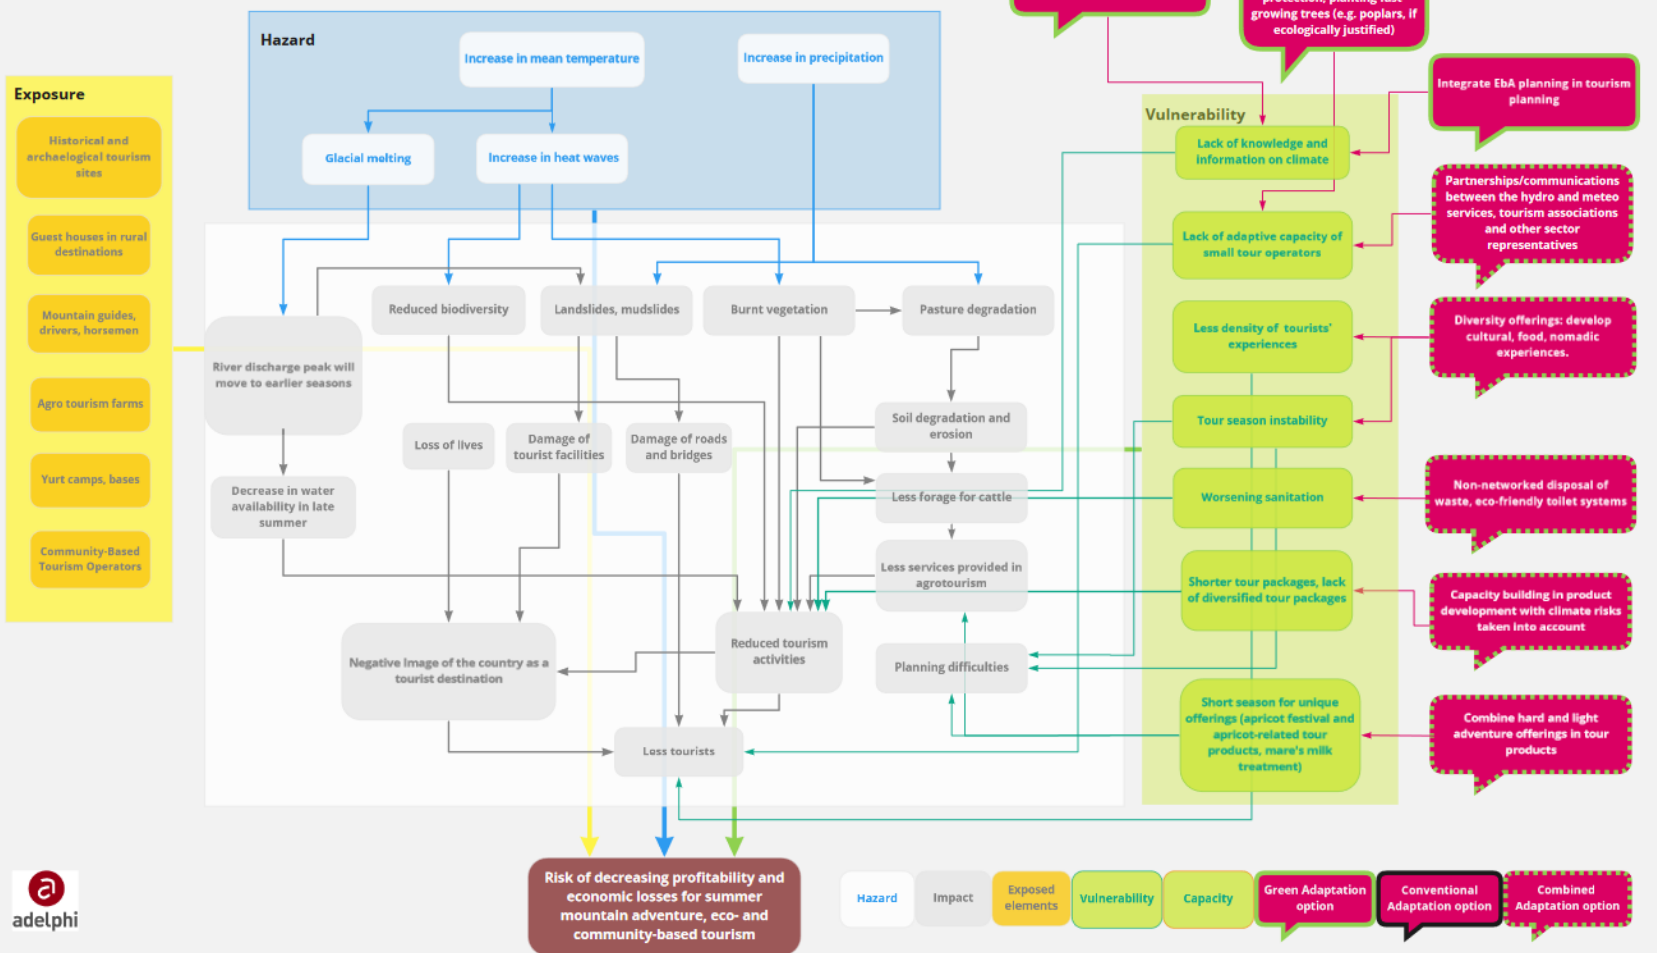 protection, planting fast
growing trees (e.g. poplars, if
ecologically justified)
Hazard
Increase in mean temperature
Increase in precipitation
Glacial melting
Increase in heat waves
Exposure
Historical and
archaelogical tourism
sites
Guest houses in rural
destinations
Mountain guides,
drivers, horsemen
Agro tourism farms
Yurt camps, bases
Community-Based
Tourism Operators
River discharge peak will
move to earlier seasons
Reduced biodiversity
Landslides, mudslides
Burnt vegetation
Pasture degradation
Loss of lives
Damage of
tourist facilities
Damage of roads
and bridges
Soil degradation and
erosion
Decrease in water
availability in late
summer
Less forage for cattle
Less services provided in
agrotourism
Negative Image of the country as a
tourist destination
Reduced tourism
activities
Planning difficulties
Less tourists
Vulnerability
Lack of knowledge and
information on climate
Lack of adaptive capacity of
small tour operators
Less density of tourists'
experiences
Tour season instability
Worsening sanitation
Shorter tour packages, lack
of diversified tour packages
Short season for unique
offerings (apricot festival and
apricot-related tour
products, mare's milk
treatment)
Integrate EbA planning in tourism
planning
Partnerships/communications
between the hydro and meteo
services, tourism associations
and other sector
representatives
Diversity offerings: develop
cultural, food, nomadic
experiences.
Non-networked disposal of
waste, eco-friendly toilet systems
Capacity building in product
development with climate risks
taken into account
Combine hard and light
adventure offerings in tour
products
Risk of decreasing profitability and
economic losses for summer
mountain adventure, eco- and
community-based tourism
a
adelphi
Hazard
Impact
Exposed
elements
Vulnerability
Capacity
Green Adaptation
option
Conventional
Adaptation option
Combined
Adaptation option